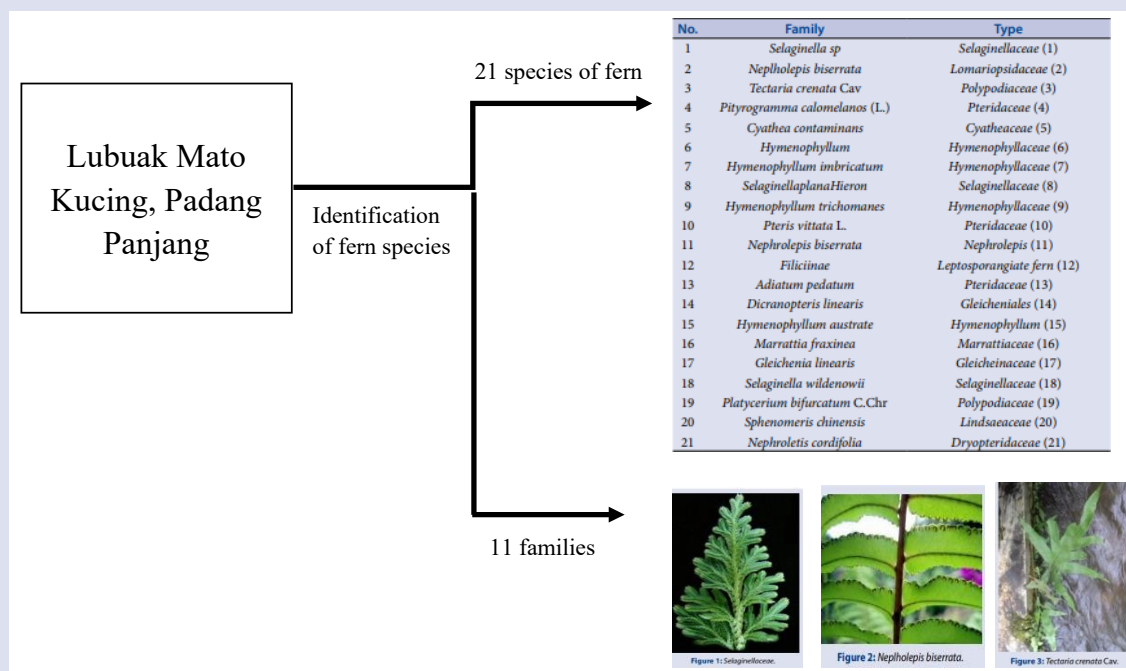 Lubuak Mato
Kucing, Padang
Panjang
Identification
of fern species
21 species of fern
11 families
No. Family Type
1 Selaginella sp Selaginellaceae (1)
2 Neplholepis biserrata Lomariopsidaceae (2)
3 Tectaria crenata Cav Polypodiaceae (3)
4 Pityrogramma calomelanos (L.) Pteridaceae (4)
5 Cyathea contaminans Cyatheaceae (5)
6 Hymenophyllum Hymenophyllaceae (6)
7 Hymenophyllum imbricatum Hymenophyllaceae (7)
8 SelaginellaplanaHieron Selaginellaceae (8)
9 Hymenophyllum trichomanes Hymenophyllaceae (9)
10 Pteris vittata L. Pteridaceae (10)
11 Nephrolepis biserrata Nephrolepis (11)
12 Filiciinae Leptosporangiate fern (12)
13 Adiatum pedatum Pteridaceae (13)
14 Dicranopteris linearis Gleicheniales (14)
15 Hymenophyllum austrate Hymenophyllum (15)
16 Marrattia fraxinea Marrattiaceae (16)
17 Gleichenia linearis Gleicheinaceae (17)
18 Selaginella wildenowii Selaginellaceae (18)
19 Platycerium bifurcatum C.Chr Polypodiaceae (19)
20 Sphenomeris chinensis Lindsaeaceae (20)
21 Nephroletis cordifolia Dryopteridaceae (21)
Figure 1: Selaginellaceae.
Figure 2: Neplholepis biserrata.
Figure 3: Tectaria crenata Cav.